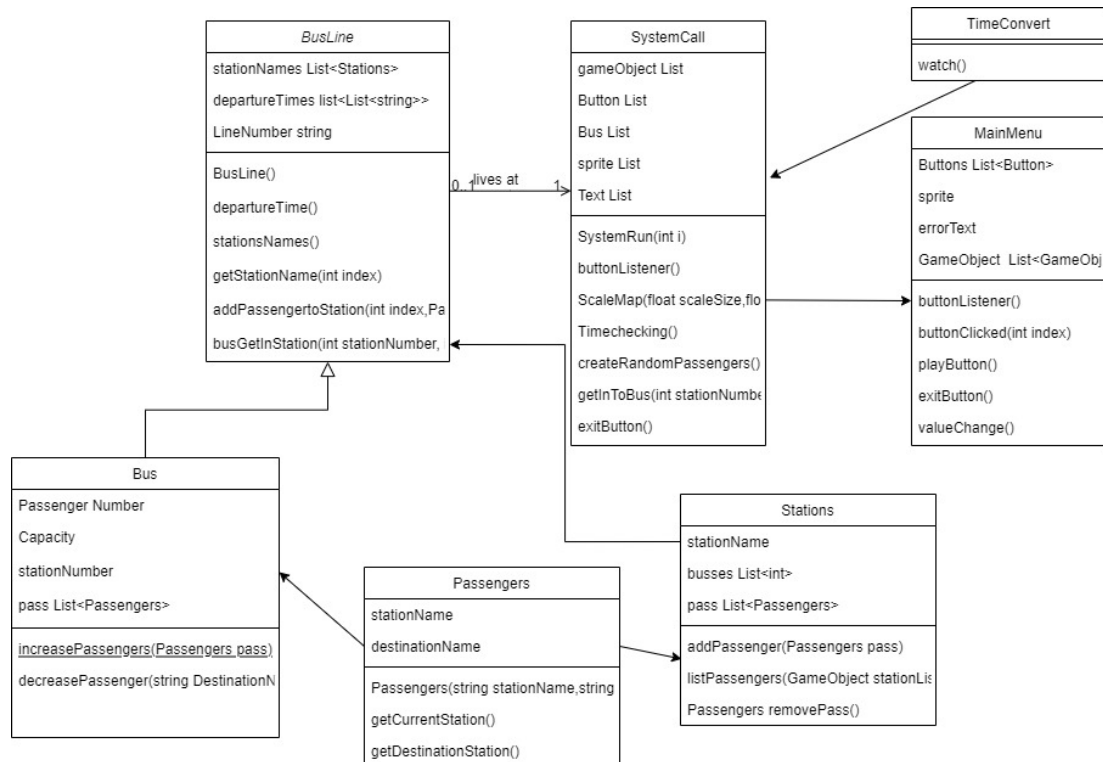 BusLine
stationNames List<Stations>
departureTimes list<List<string>>
LineNumber string
BusLine()
departureTime()
stationsNames()
getStationName(int index)
addPassengertoStation(int index,Pa
busGetInStation(int stationNumber,
0..1
lives at
1
SystemCall
gameObject List
Button List
Bus List
sprite List
Text List
SystemRun(int i)
buttonListener()
ScaleMap(float scaleSize,flo
Timechecking()
createRandomPassengers()
getInToBus(int stationNumbe
exitButton()
TimeConvert
watch()
MainMenu
Buttons List<Button>
sprite
errorText
GameObject List<GameObj
buttonListener()
buttonClicked(int index)
playButton()
exitButton()
valueChange()
Bus
Passenger Number
Capacity
stationNumber
pass List<Passengers>
increasePassengers(Passengers pass)
decreasePassenger(string DestinationN
Passengers
stationName
destinationName
Passengers(string stationName,string
getCurrentStation()
getDestinationStation()
Stations
stationName
busses List<int>
pass List<Passengers>
addPassenger(Passengers pass)
listPassengers(GameObject stationLis
Passengers removePass()